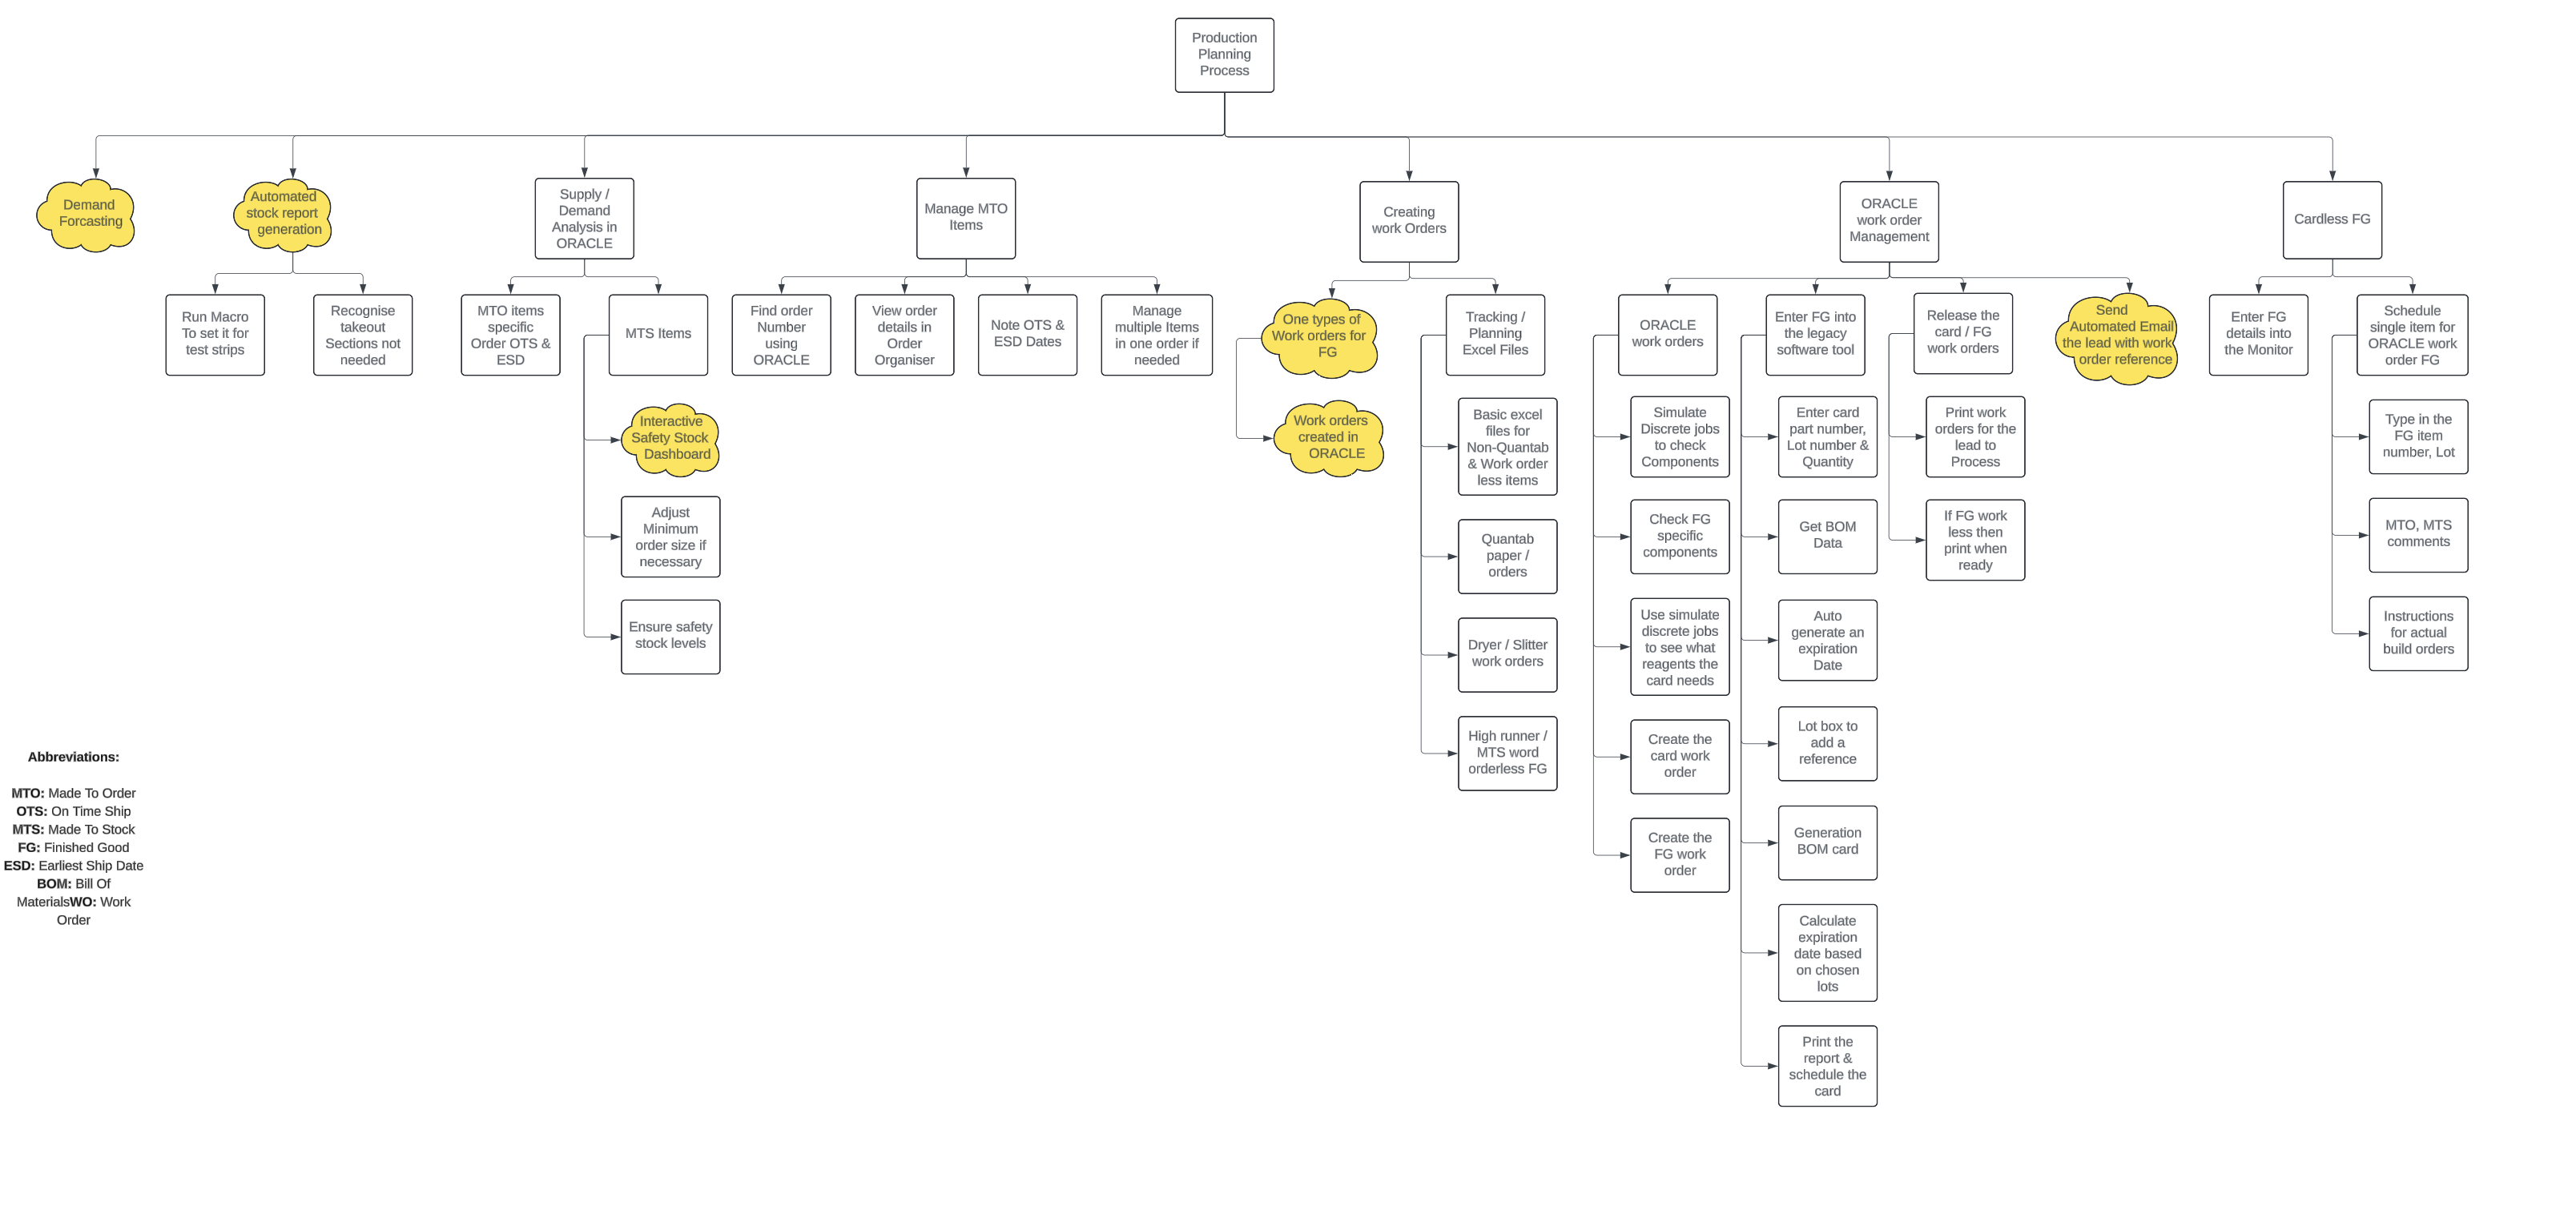 Production
Planning
Process
Demand
Forcasting
Automated
stock report
generation
Supply /
Demand
Analysis in
ORACLE
Manage MTO
Items
Creating
work Orders
ORACLE
work order
Management
Cardless FG
Run Macro
To set it for
test strips
Recognise
takeout
Sections not
needed
MTO items
specific
Order OTS &
ESD
MTS Items
Find order
Number
using
ORACLE
View order
details in
Order
Organiser
Note OTS &
ESD Dates
Manage
multiple Items
in one order if
needed
One types of
Work orders for
FG
Tracking /
Planning
Excel Files
ORACLE
work orders
Enter FG into
the legacy
software tool
Release the
card / FG
work orders
Send
Automated Email
the lead with work
order reference
Enter FG
details into
the Monitor
Schedule
single item for
ORACLE work
order FG
Interactive
Safety Stock
Dashboard
Adjust
Minimum
order size if
necessary
Ensure safety
stock levels
Work orders
created in
ORACLE
Basic excel
files for
Non-Quantab
& Work order
less items
Quantab
paper /
orders
Dryer / Slitter
work orders
High runner /
MTS word
orderless FG
Simulate
Discrete jobs
to check
Components
Check FG
specific
components
Use simulate
discrete jobs
to see what
reagents the
card needs
Create the
card work
order
Create the
FG work
order
Enter card
part number,
Lot number &
Quantity
Get BOM
Data
Auto
generate an
expiration
Date
Lot box to
add a
reference
Generation
BOM card
Calculate
expiration
date based
on chosen
lots
Print the
report &
schedule the
card
Print work
orders for the
lead to
Process
If FG work
less then
print when
ready
Type in the
FG item
number, Lot
MTO, MTS
comments
Instructions
for actual
build orders
Abbreviations:
MTO: Made To Order
OTS: On Time Ship
MTS: Made To Stock
FG: Finished Good
ESD: Earliest Ship Date
BOM: Bill Of
MaterialsWO: Work
Order